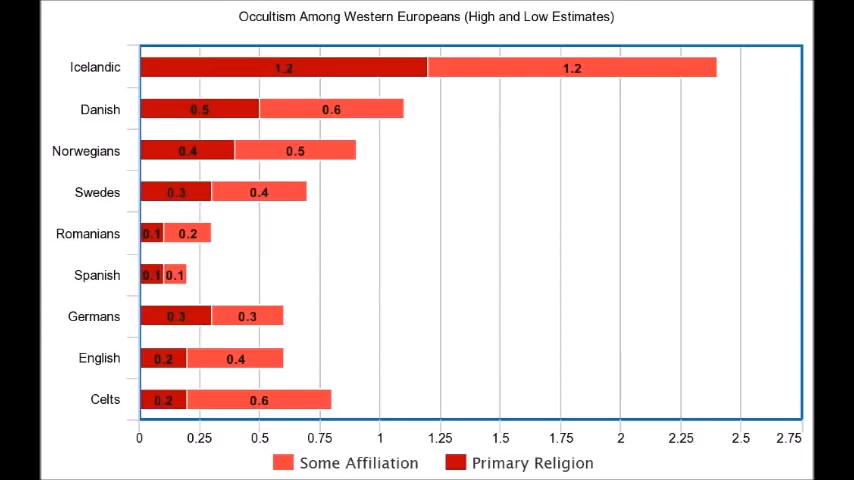 Occultism Among Western Europeans (High and Low Estimates)
Icelandic 1.2 1.2
Danish 0.5 0.6
Norwegians 0.4 0.5
Swedes 0.3 0.4
Romanians 0.1 0.2
Spanish 0.1 0.1
Germans 0.3 0.3
English 0.2 0.4
Celts 0.2 0.6
0 0.25 0.5 0.75 1 1.25 1.5 1.75 2 2.25 2.5 2.75
Some Affiliation Primary Religion